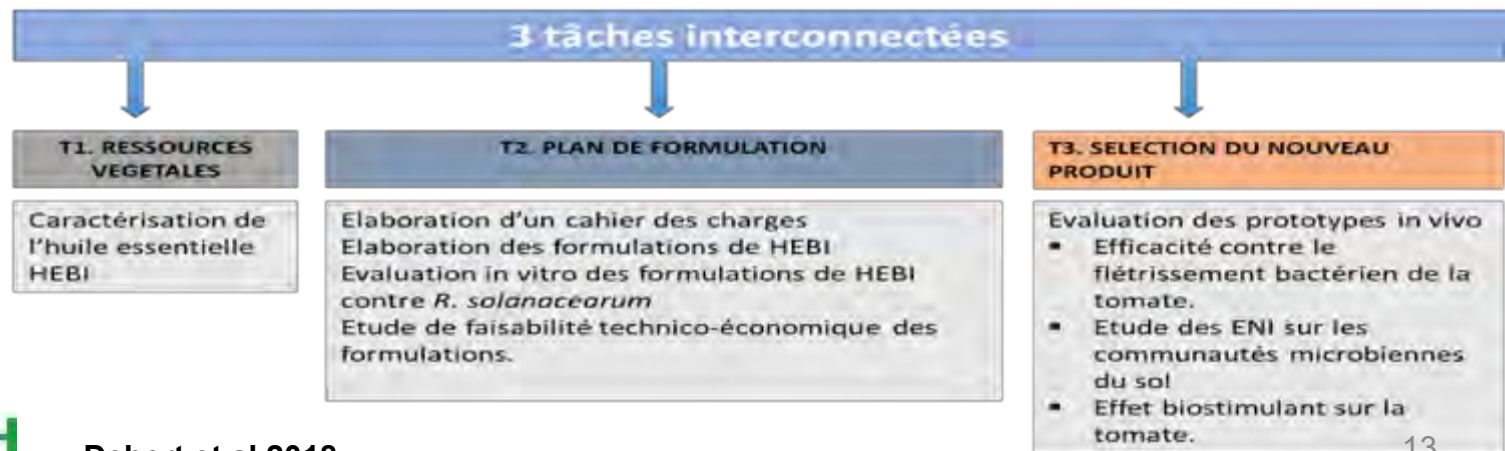 3 tâches interconnectées
T1. RESSOURCES
VEGETALES
Caractérisation de
l'huile essentielle
HEBI
T2. PLAN DE FORMULATION
Elaboration d'un cahier des charges
Elaboration des formulations de HEBI
Evaluation in vitro des formulations de HEBI
contre R. solanacearum
Etude de faisabilité technico-économique des
formulations.
T3. SELECTION DU NOUVEAU
PRODUIT
Evaluation des prototypes in vivo
▪ Efficacité contre le
flétrissement bactérien de la
tomate.
▪ Etude des ENI sur les
communautés microbiennes
du sol
▪ Effet biostimulant sur la
tomate.
et al 2018
13